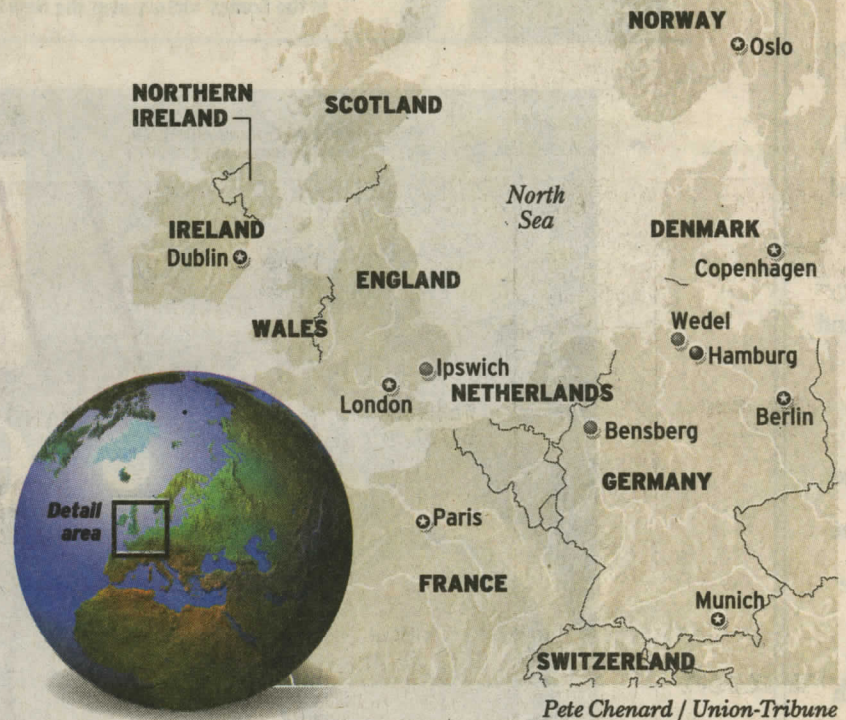 NORWAY
Oslo
NORTHERN
IRELAND
SCOTLAND
North
Sea
IRELAND
Dublin
DENMARK
Copenhagen
ENGLAND
WALES
Wedel
Hamburg
Ipswich
London
NETHERLANDS
Berlin
Bensberg
GERMANY
Detail
area
Paris
FRANCE
Munich
SWITZERLAND
Pete Chenard / Union-Tribune